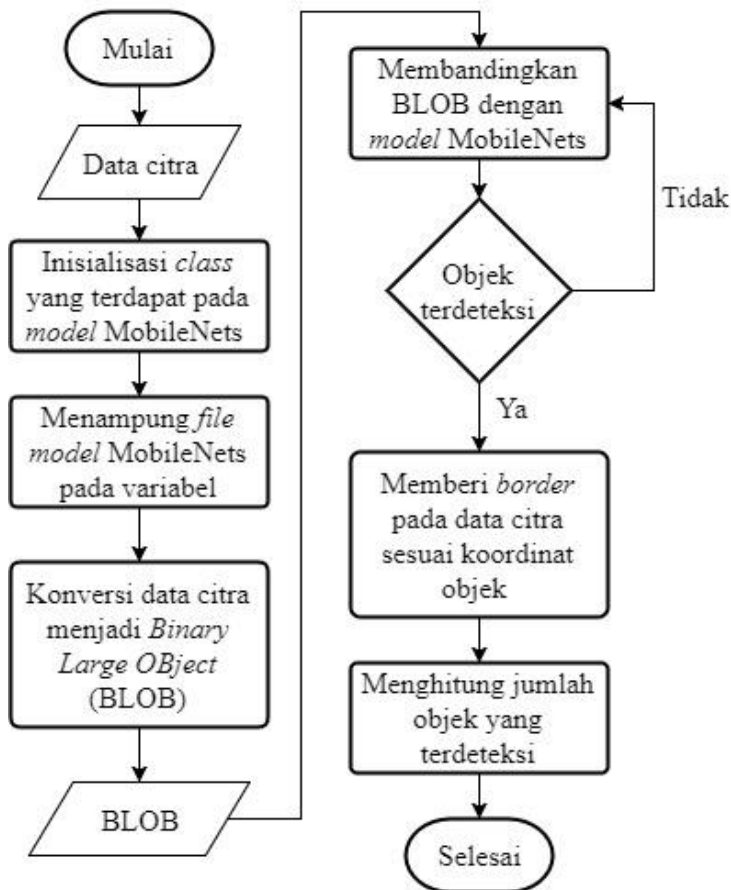 Mulai
Data citra
Inisialisasi class
yang terdapat pada
model MobileNets
Menampung file
model MobileNets
pada variabel
Konversi data citra
menjadi Binary
Large OBject
(BLOB)
BLOB
Membandingkan
BLOB dengan
model MobileNets
Tidak
Objek
terdeteksi
Ya
Memberi border
pada data citra
sesuai koordinat
objek
Menghitung jumlah
objek yang
terdeteksi
Selesai